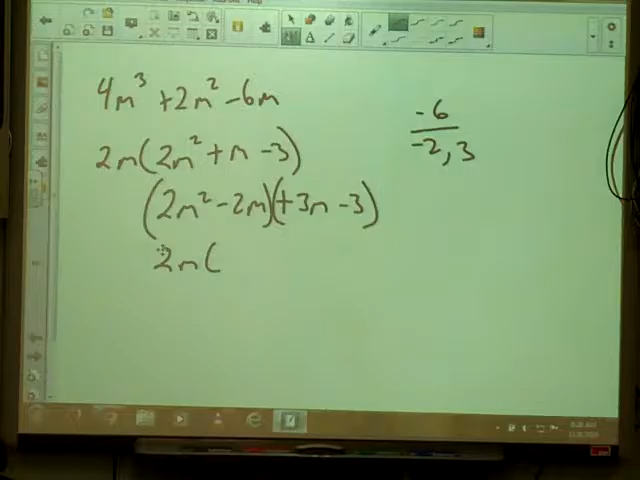 4m³ + 2m² - 6m
2m(2m² + m - 3)
(2m² - 2m)(+3m - 3)
2m(
-6
-2, 3